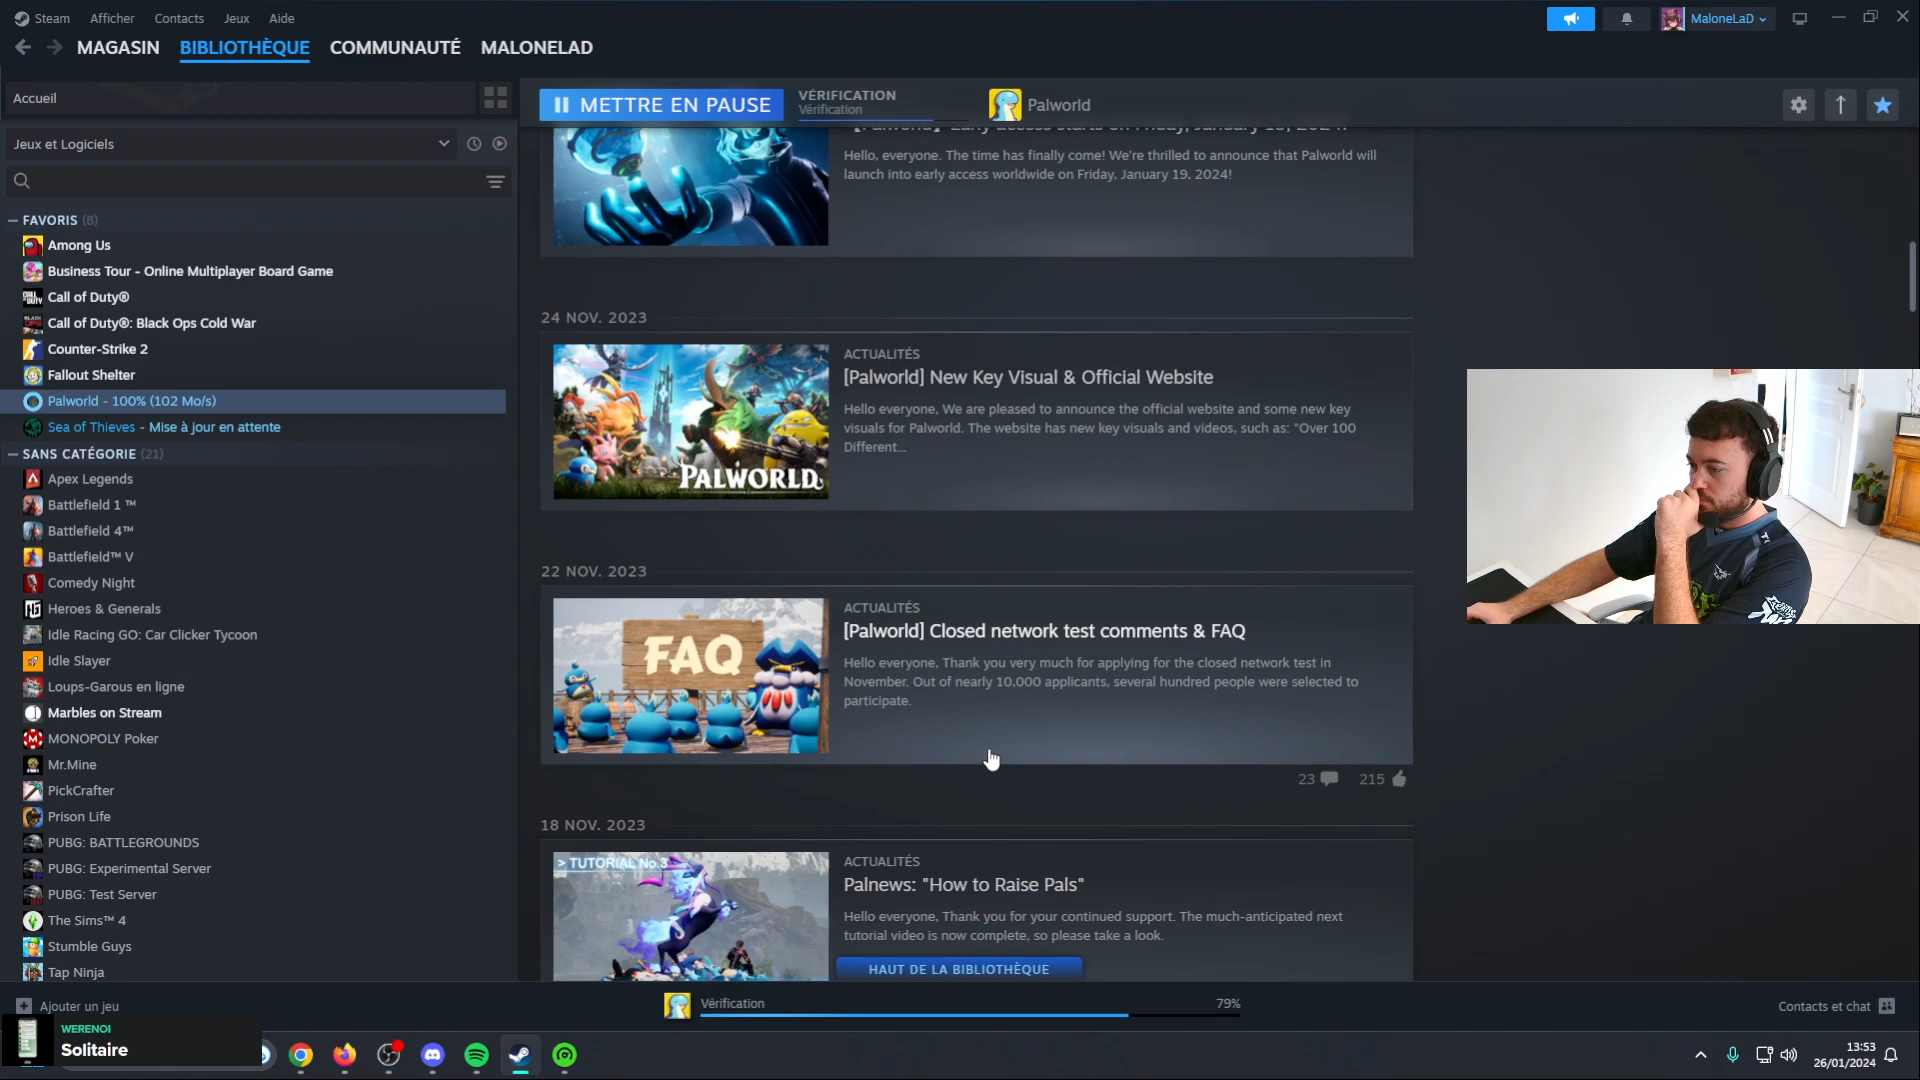 Steam Afficher Contacts Jeux Aide
MaloneLaD
MAGASIN BIBLIOTHÈQUE COMMUNAUTÉ MALONELAD
Accueil
Jeux et Logiciels
FAVORIS (8)
Among Us
Business Tour - Online Multiplayer Board Game
Call of Duty®
Call of Duty®: Black Ops Cold War
Counter-Strike 2
Fallout Shelter
Palworld - 100% (102 Mo/s)
Sea of Thieves - Mise à jour en attente
SANS CATÉGORIE (21)
Apex Legends
Battlefield 1 ™
Battlefield 4™
Battlefield™ V
Comedy Night
Heroes & Generals
Idle Racing GO: Car Clicker Tycoon
Idle Slayer
Loups-Garous en ligne
Marbles on Stream
MONOPOLY Poker
Mr.Mine
PickCrafter
Prison Life
PUBG: BATTLEGROUNDS
PUBG: Experimental Server
PUBG: Test Server
The Sims™ 4
Stumble Guys
Tap Ninja
Ajouter un jeu
METTRE EN PAUSE
VÉRIFICATION
Vérification
Palworld
Hello, everyone. The time has finally come! We're thrilled to announce that Palworld will
launch into early access worldwide on Friday, January 19, 2024!
24 NOV. 2023
PALWORLD
ACTUALITÉS
[Palworld] New Key Visual & Official Website
Hello everyone, We are pleased to announce the official website and some new key
visuals for Palworld. The website has new key visuals and videos, such as: "Over 100
Different...
22 NOV. 2023
FAQ
ACTUALITÉS
[Palworld] Closed network test comments & FAQ
Hello everyone, Thank you very much for applying for the closed network test in
November. Out of nearly 10,000 applicants, several hundred people were selected to
participate.
23 215
18 NOV. 2023
> TUTORIAL No.3
ACTUALITÉS
Palnews: "How to Raise Pals"
Hello everyone, Thank you for your continued support. The much-anticipated next
tutorial video is now complete, so please take a look.
HAUT DE LA BIBLIOTHÈQUE
Vérification 79%
Contacts et chat
WERENOI
Solitaire
13:53
26/01/2024